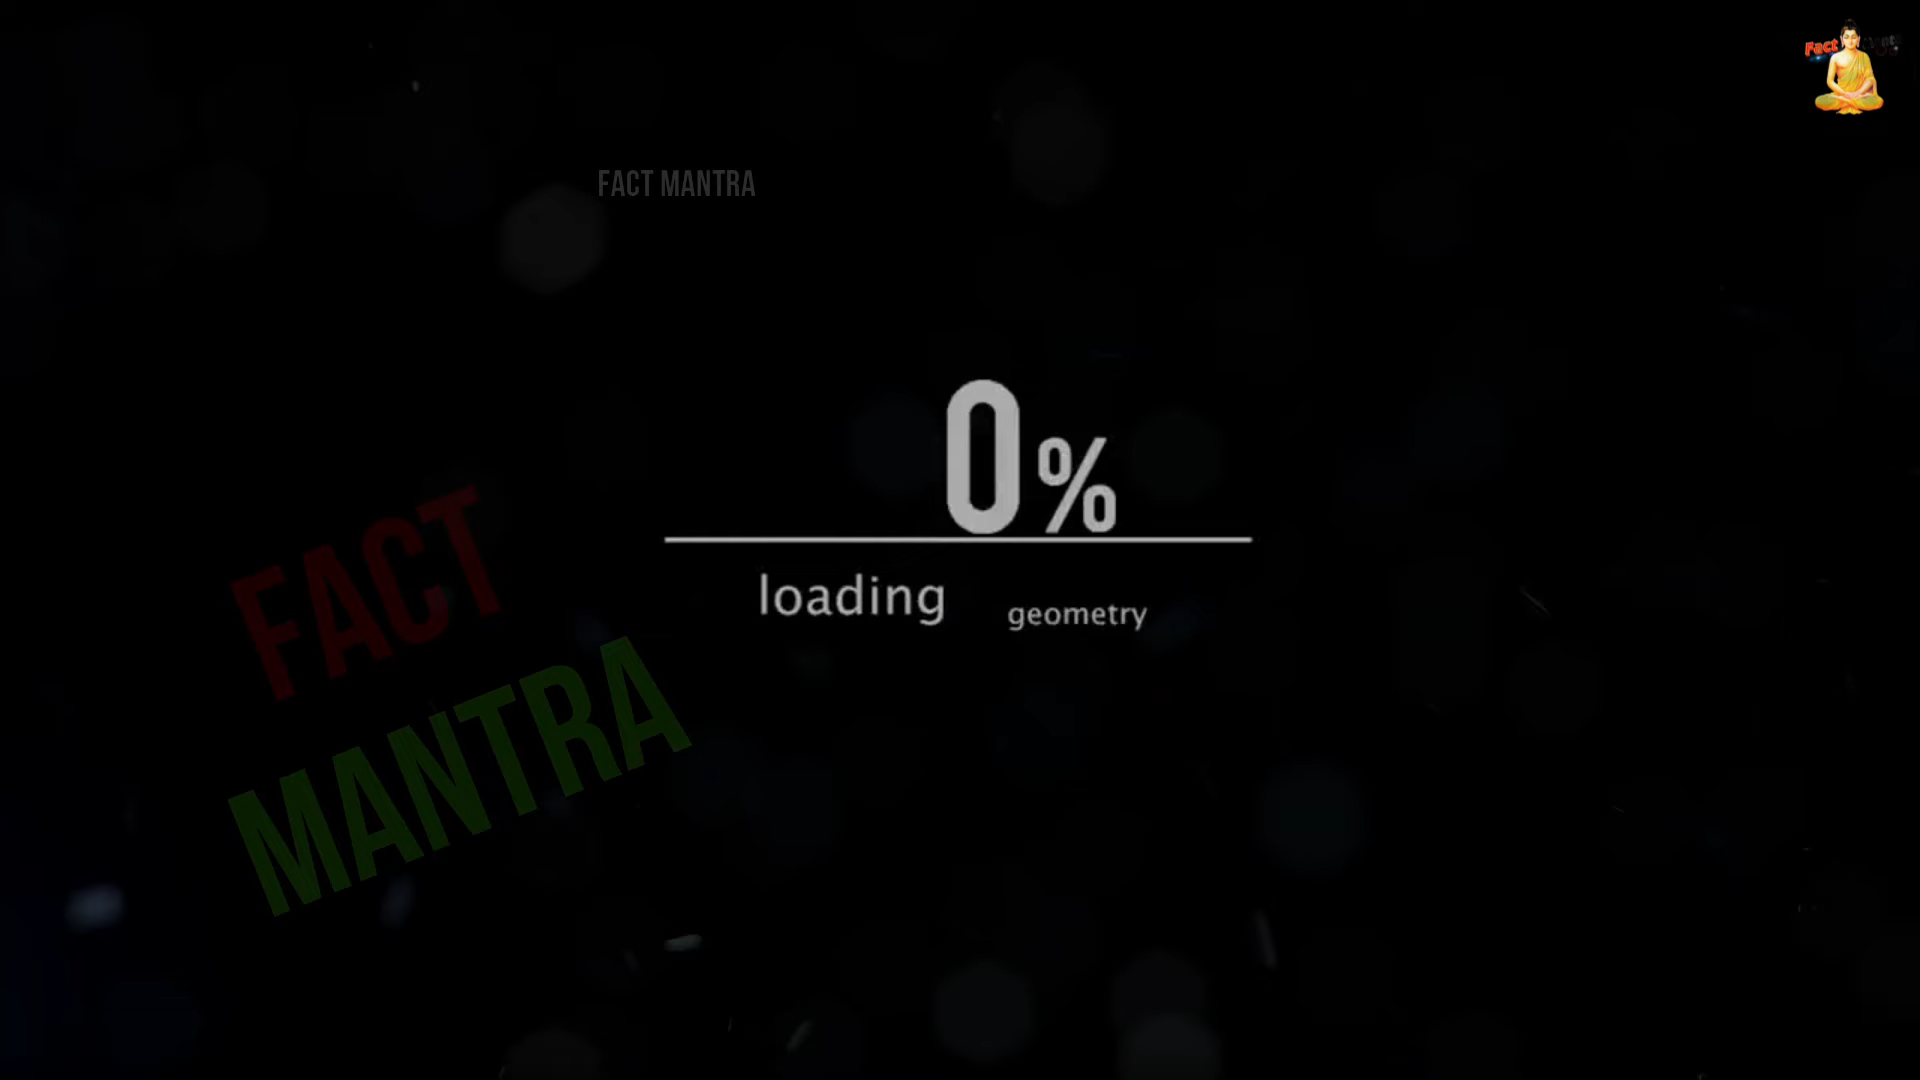 Fact
FACT MANTRA
0%
loading geometry
FACT
MANTRA